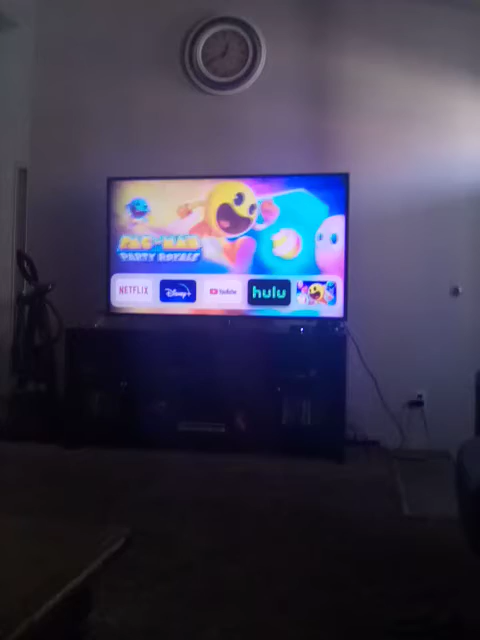 PAC-MAN
PARTY ROYALE
NETFLIX
Disney+
YouTube
hulu